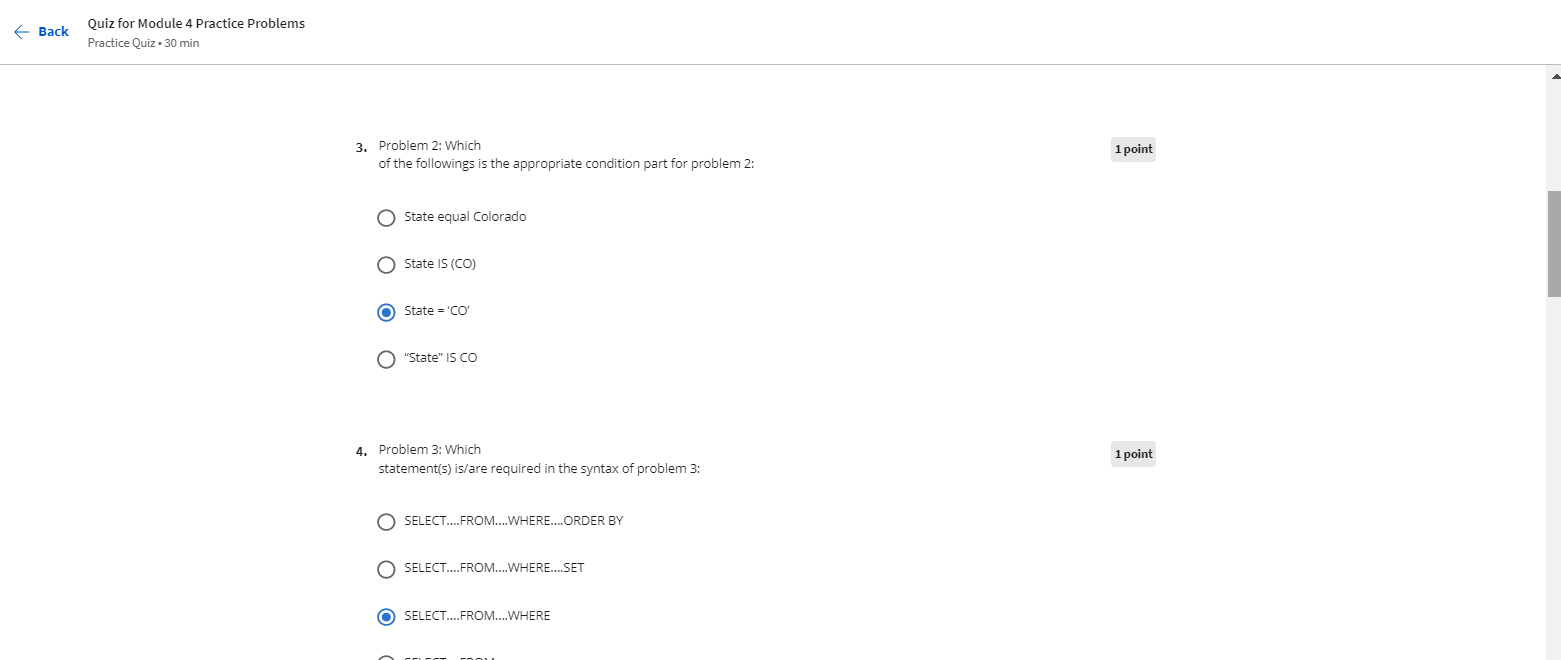 Back
Quiz for Module 4 Practice Problems
Practice Quiz • 30 min
3. Problem 2: Which
of the followings is the appropriate condition part for problem 2:
1 point
State equal Colorado
State IS (CO)
State = 'CO'
“State” IS CO
4. Problem 3: Which
statement(s) is/are required in the syntax of problem 3:
1 point
SELECT....FROM....WHERE....ORDER BY
SELECT....FROM....WHERE....SET
SELECT....FROM....WHERE